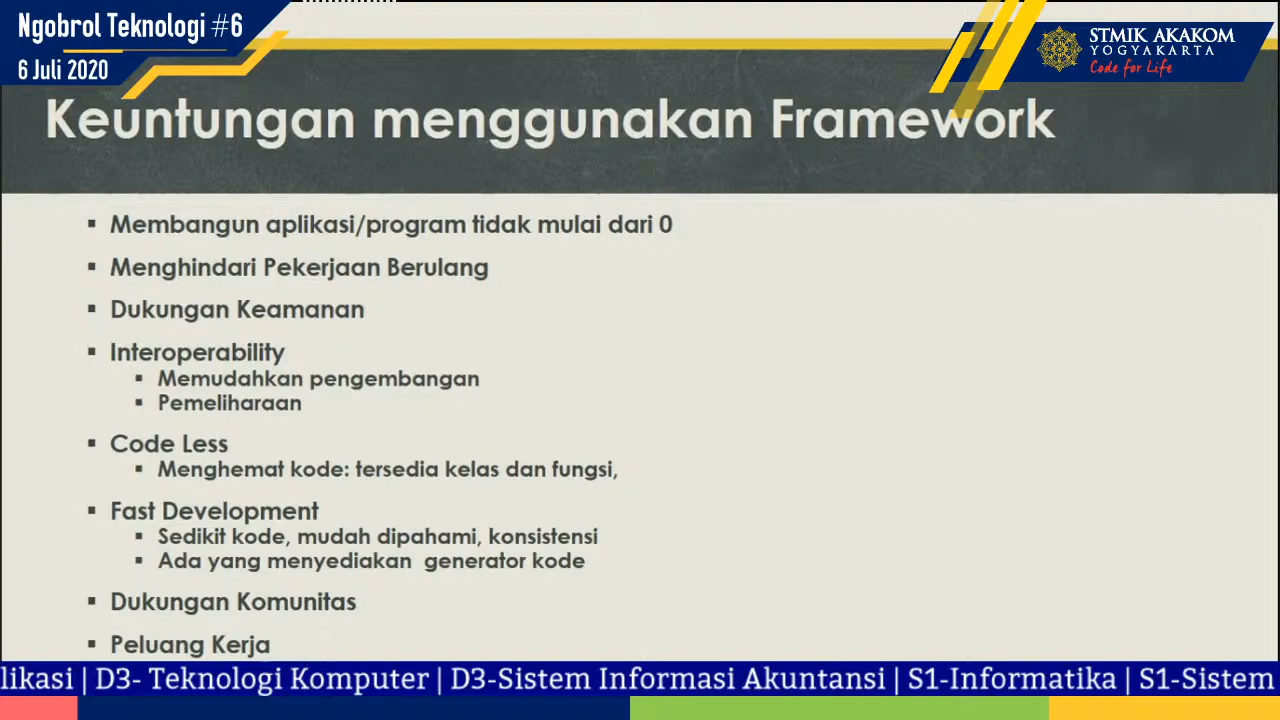 Ngobrol Teknologi #6
6 Juli 2020
STMIK AKAKOM
YOGYAKARTA
Code for Life
Keuntungan menggunakan Framework
▪ Membangun aplikasi/program tidak mulai dari 0
▪ Menghindari Pekerjaan Berulang
▪ Dukungan Keamanan
▪ Interoperability
▪ Memudahkan pengembangan
▪ Pemeliharaan
▪ Code Less
▪ Menghemat kode: tersedia kelas dan fungsi,
▪ Fast Development
▪ Sedikit kode, mudah dipahami, konsistensi
▪ Ada yang menyediakan generator kode
▪ Dukungan Komunitas
▪ Peluang Kerja
likasi | D3- Teknologi Komputer | D3-Sistem Informasi Akuntansi | S1-Informatika | S1-Sistem